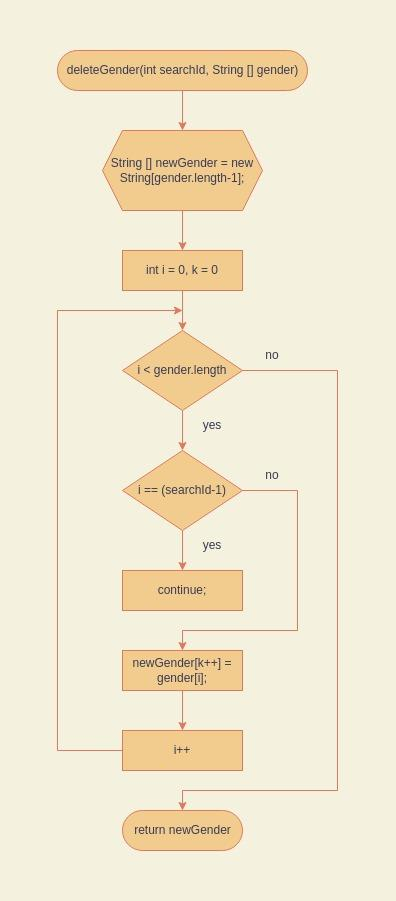 deleteGender(int searchId, String [] gender)
String [] newGender = new
String[gender.length-1];
int i = 0, k = 0
no
i < gender.length
yes
no
i == (searchId-1)
yes
continue;
newGender[k++] =
gender[i];
i++
return newGender